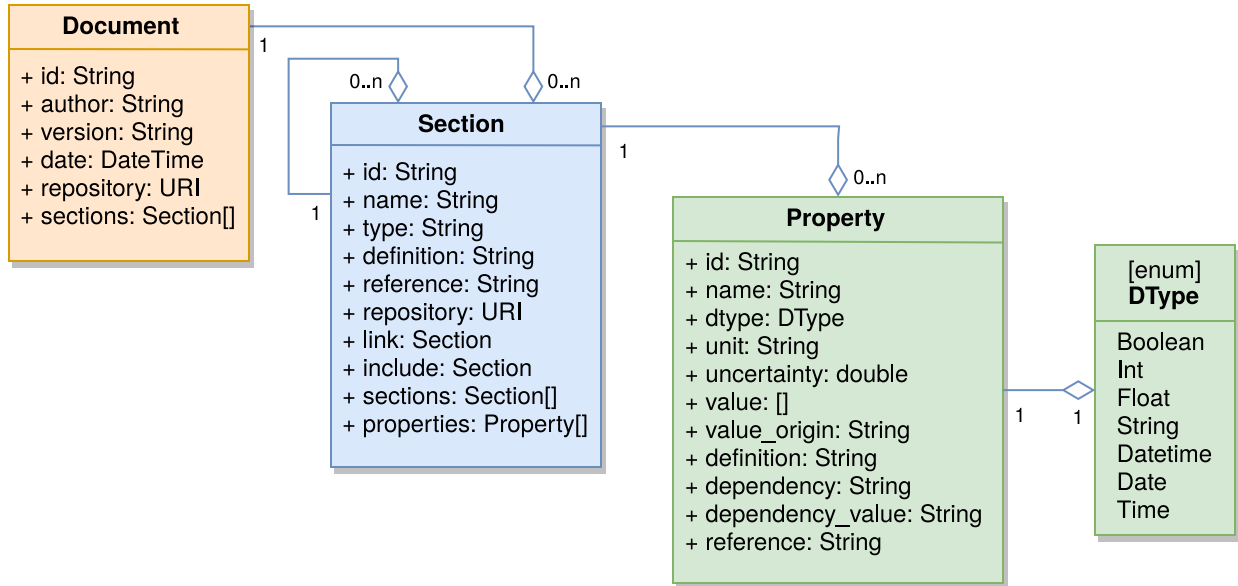 Document
+ id: String
+ author: String
+ version: String
+ date: DateTime
+ repository: URI
+ sections: Section[]
1
0..n
0..n
1
Section
+ id: String
+ name: String
+ type: String
+ definition: String
+ reference: String
+ repository: URI
+ link: Section
+ include: Section
+ sections: Section[]
+ properties: Property[]
1
0..n
Property
+ id: String
+ name: String
+ dtype: DType
+ unit: String
+ uncertainty: double
+ value: []
+ value_origin: String
+ definition: String
+ dependency: String
+ dependency_value: String
+ reference: String
1
1
[enum]
DType
Boolean
Int
Float
String
Datetime
Date
Time